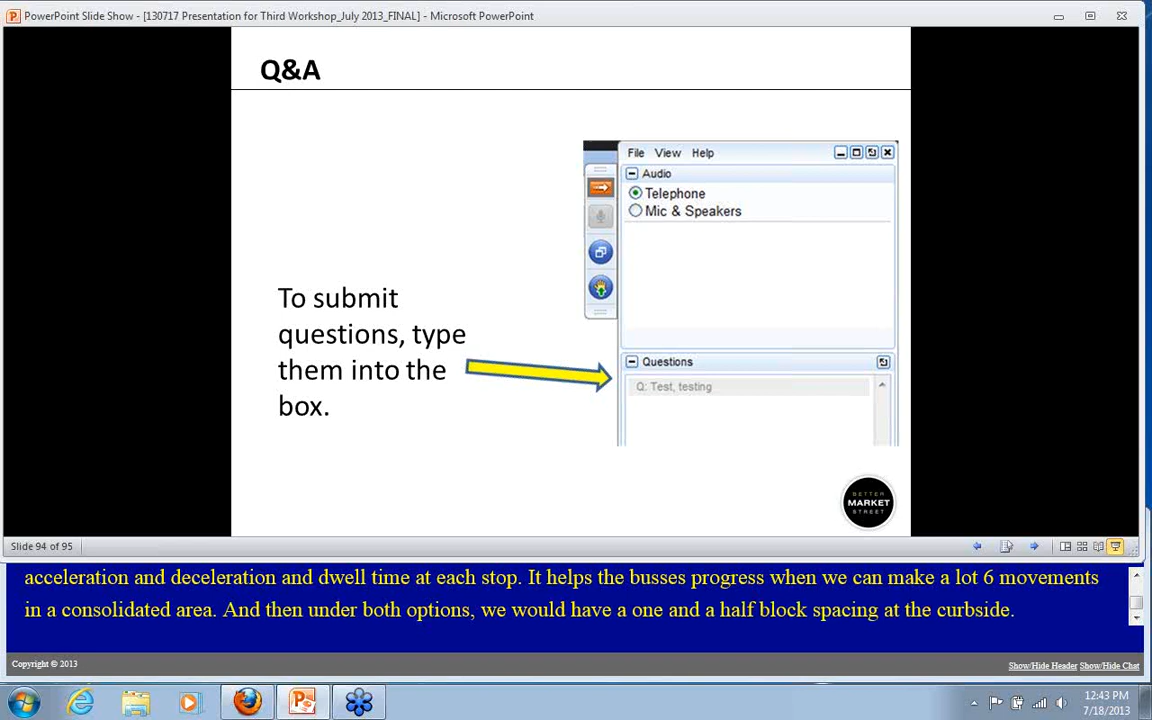 PowerPoint Slide Show - [130717 Presentation for Third Workshop_July 2013_FINAL] - Microsoft PowerPoint
Q&A
File View Help
Audio
Telephone
Mic & Speakers
To submit
questions, type
them into the
box.
Questions
Q: Test, testing
BETTER
MARKET
STREET
Slide 94 of 95
acceleration and deceleration and dwell time at each stop. It helps the busses progress when we can make a lot 6 movements
in a consolidated area. And then under both options, we would have a one and a half block spacing at the curbside.
Copyright © 2013
Show/Hide Header Show/Hide Chat
12:43 PM
7/18/2013